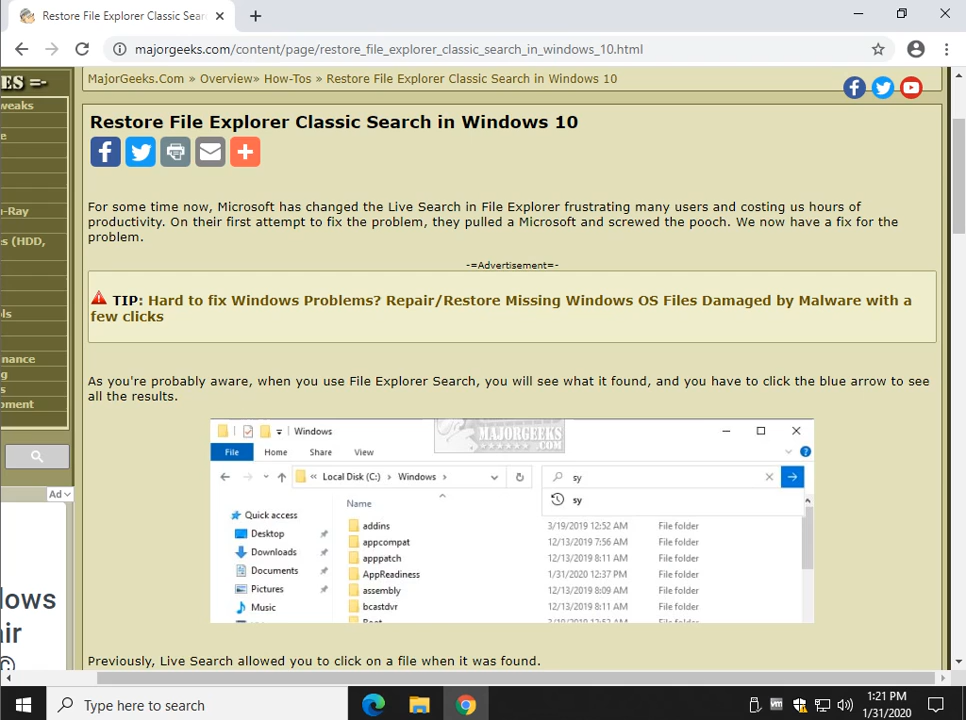 Restore File Explorer Classic Sear
majorgeeks.com/content/page/restore_file_explorer_classic_search_in_windows_10.html
ES =-
weaks
e
-Ray
s (HDD,
ols
nance
g
s
opment
Ad
dows
air
©
MajorGeeks.Com » Overview» How-Tos » Restore File Explorer Classic Search in Windows 10
Restore File Explorer Classic Search in Windows 10
For some time now, Microsoft has changed the Live Search in File Explorer frustrating many users and costing us hours of
productivity. On their first attempt to fix the problem, they pulled a Microsoft and screwed the pooch. We now have a fix for the
problem.
-=Advertisement=-
TIP: Hard to fix Windows Problems? Repair/Restore Missing Windows OS Files Damaged by Malware with a
few clicks
As you're probably aware, when you use File Explorer Search, you will see what it found, and you have to click the blue arrow to see
all the results.
Windows
MAJORGEEKS
.COM
File Home Share View
« Local Disk (C:) › Windows ›
sy
sy
Quick access
Desktop
Downloads
Documents
Pictures
Music
Name
addins 3/19/2019 12:52 AM File folder
appcompat 12/13/2019 7:56 AM File folder
apppatch 12/13/2019 8:11 AM File folder
AppReadiness 1/31/2020 12:37 PM File folder
assembly 12/13/2019 8:09 AM File folder
bcastdvr 12/13/2019 8:11 AM File folder
Previously, Live Search allowed you to click on a file when it was found.
Type here to search
vm
1:21 PM
1/31/2020